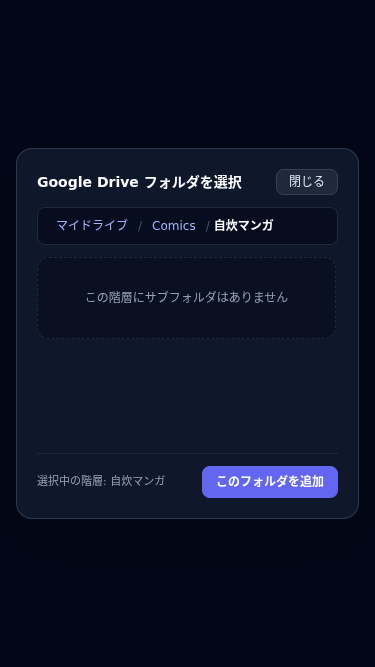 Google Drive フォルダを選択
閉じる
マイドライブ / Comics / 自炊マンガ
この階層にサブフォルダはありません
選択中の階層: 自炊マンガ
このフォルダを追加